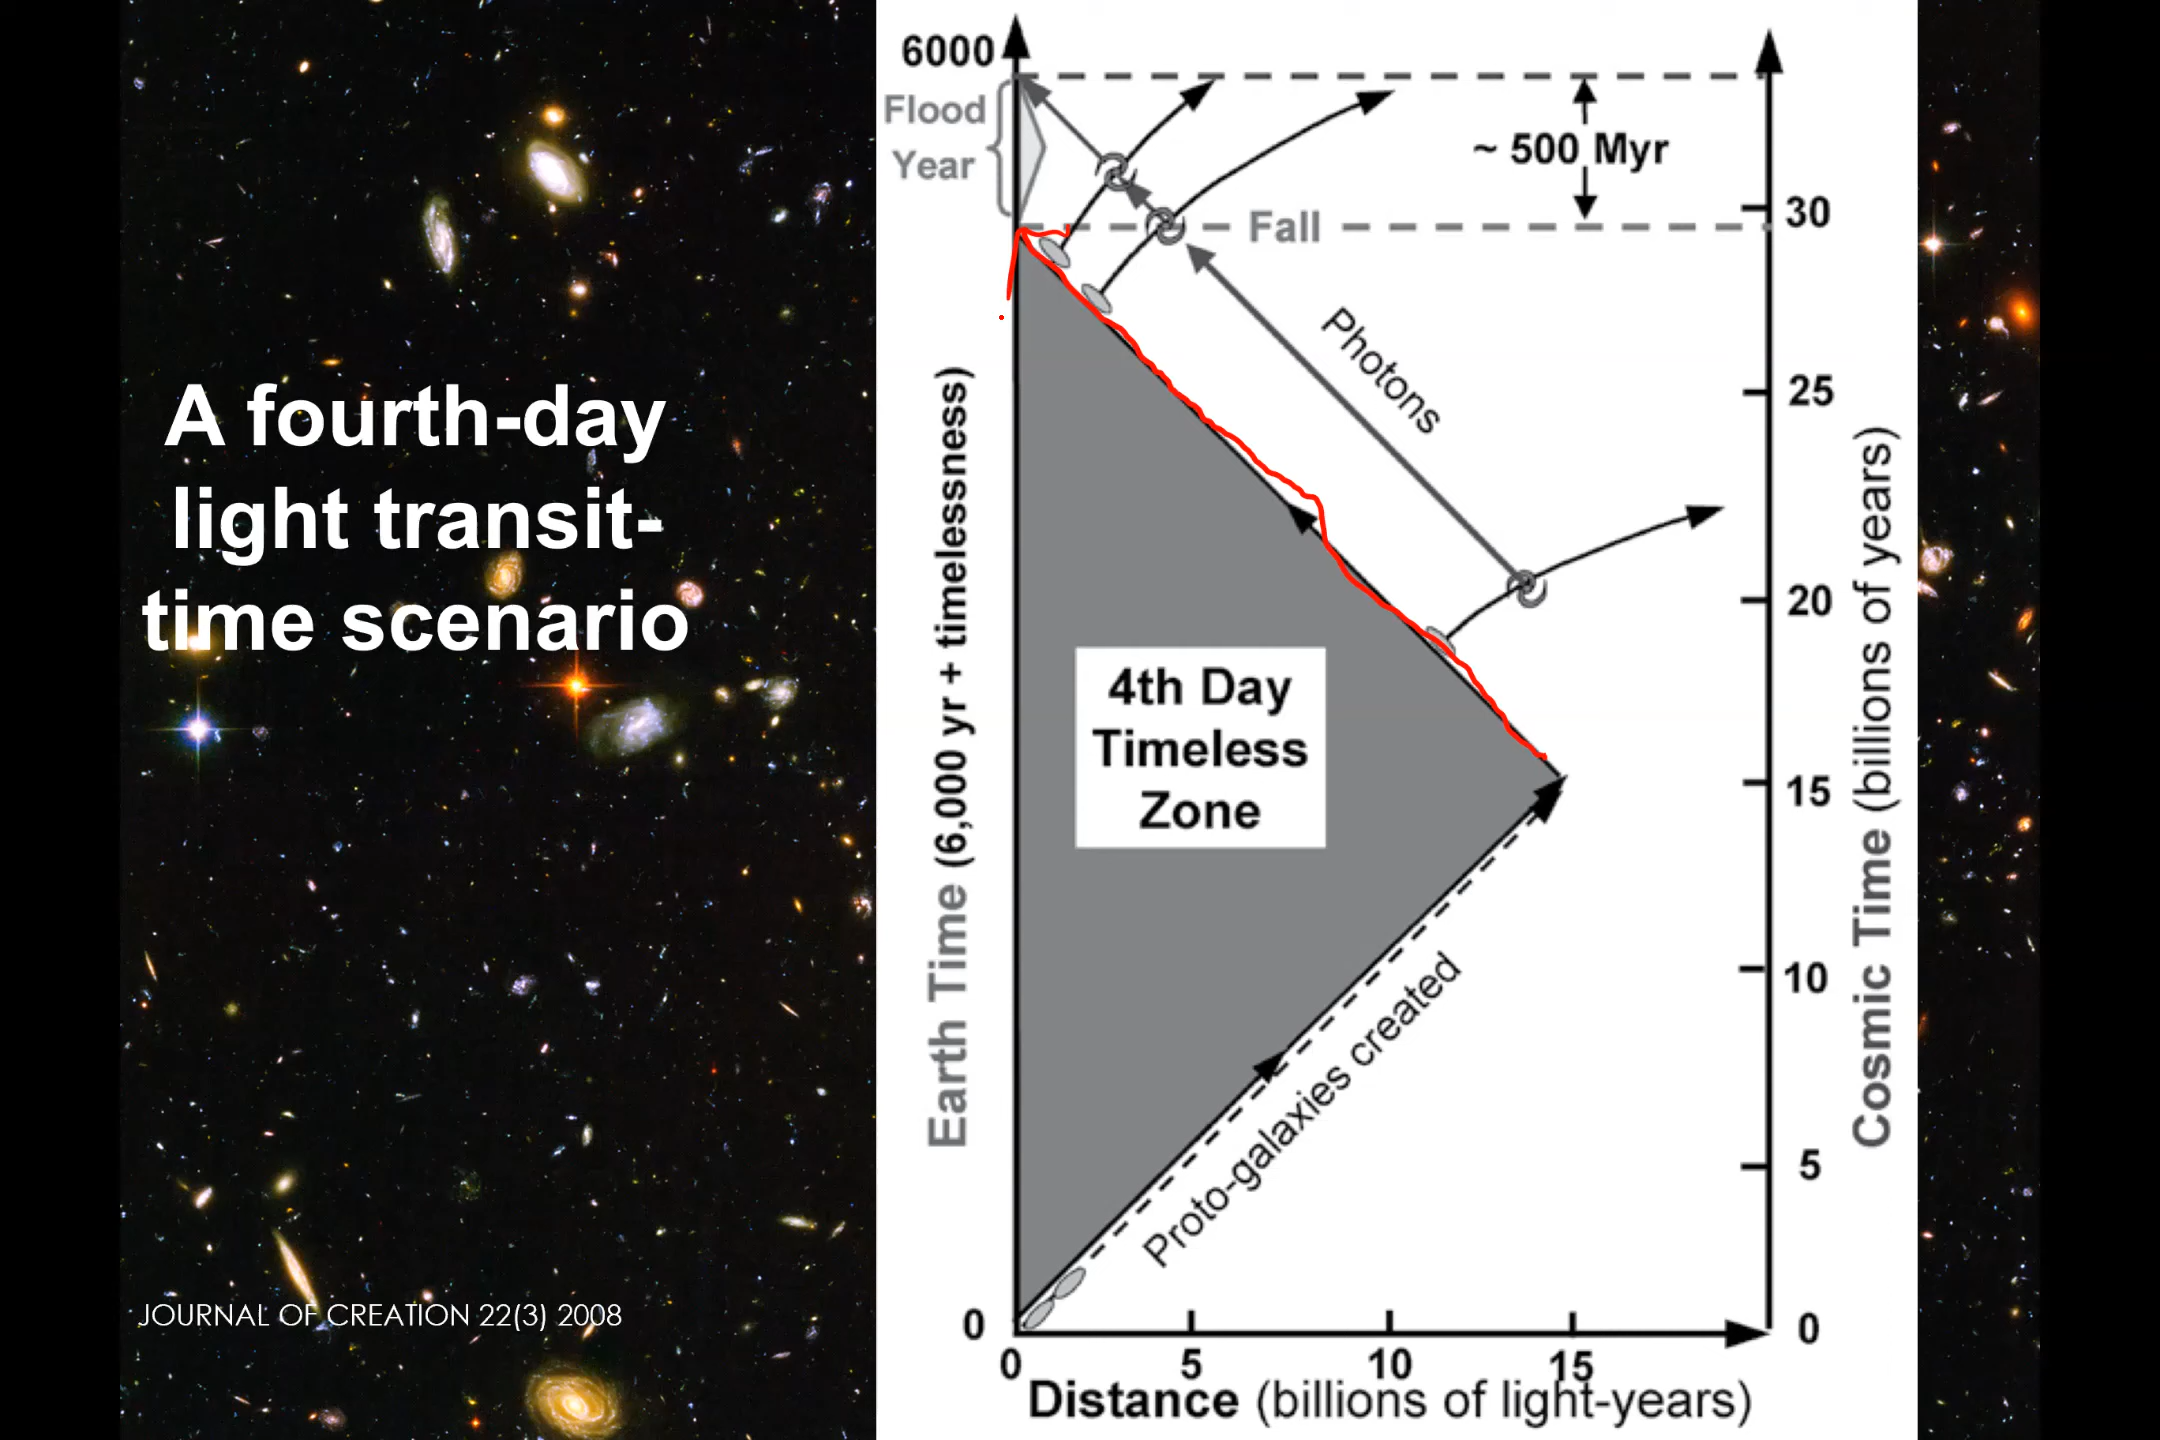 A fourth-day
light transit-
time scenario
JOURNAL OF CREATION 22(3) 2008
6000
Flood
Year
~ 500 Myr
Fall
30
Photons
25
20
15
10
5
0
Earth Time (6,000 yr + timelessness)
Cosmic Time (billions of years)
4th Day
Timeless
Zone
Proto-galaxies created
0
0
5
10
15
Distance (billions of light-years)